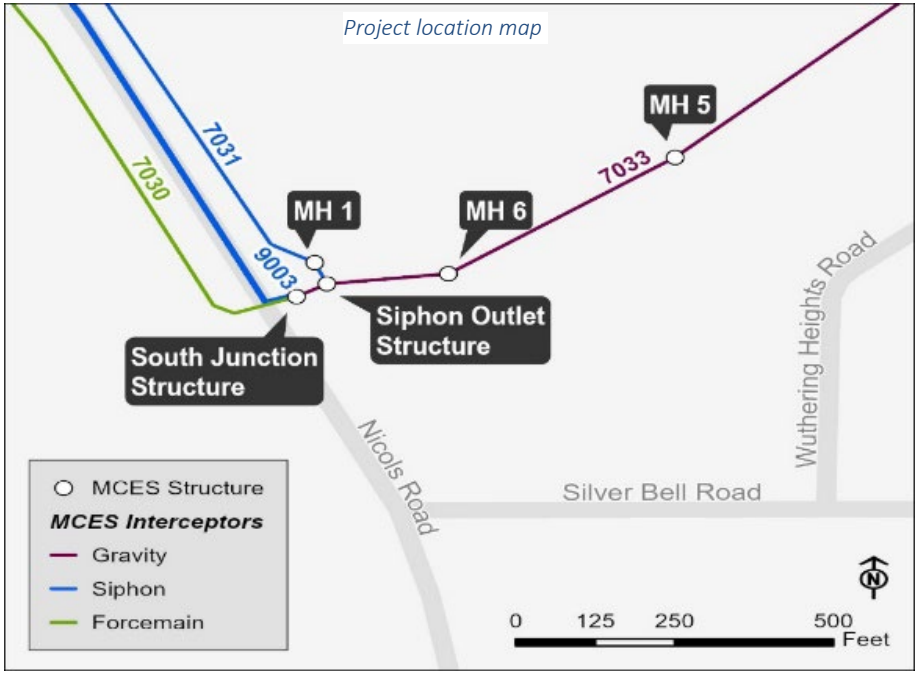 Project location map
MH 5
7031
7033
7030
MH 1
MH 6
9003
Wuthering Heights Road
Siphon Outlet
Structure
South Junction
Structure
Nicols Road
Silver Bell Road
MCES Structure
MCES Interceptors
Gravity
Siphon
Forcemain
N
0 125 250 500
Feet